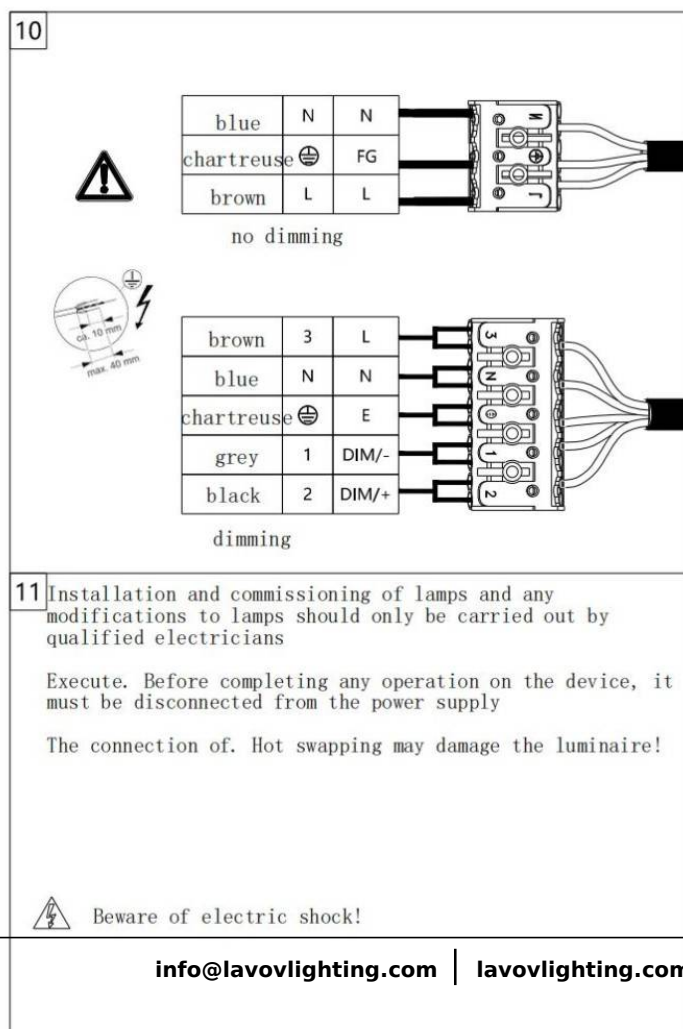 10
blue N N
chartreuse FG
brown L L
no dimming
N
L
ca. 10 mm
max. 40 mm
brown 3 L
blue N N
chartreuse E
grey 1 DIM/-
black 2 DIM/+
dimming
3
N
1
2
11 Installation and commissioning of lamps and any
modifications to lamps should only be carried out by
qualified electricians
Execute. Before completing any operation on the device, it
must be disconnected from the power supply
The connection of. Hot swapping may damage the luminaire!
Beware of electric shock!
info@lavovlighting.com | lavovlighting.com